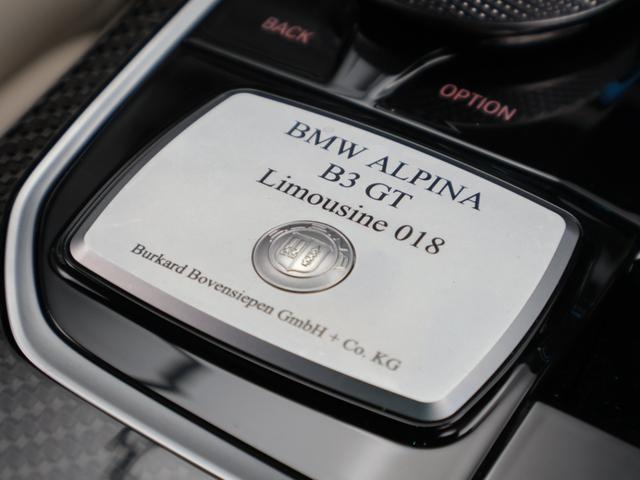 BACK
OPTION
BMW ALPINA
B3 GT
Limousine 018
Burkard Bovensiepen GmbH + Co. KG